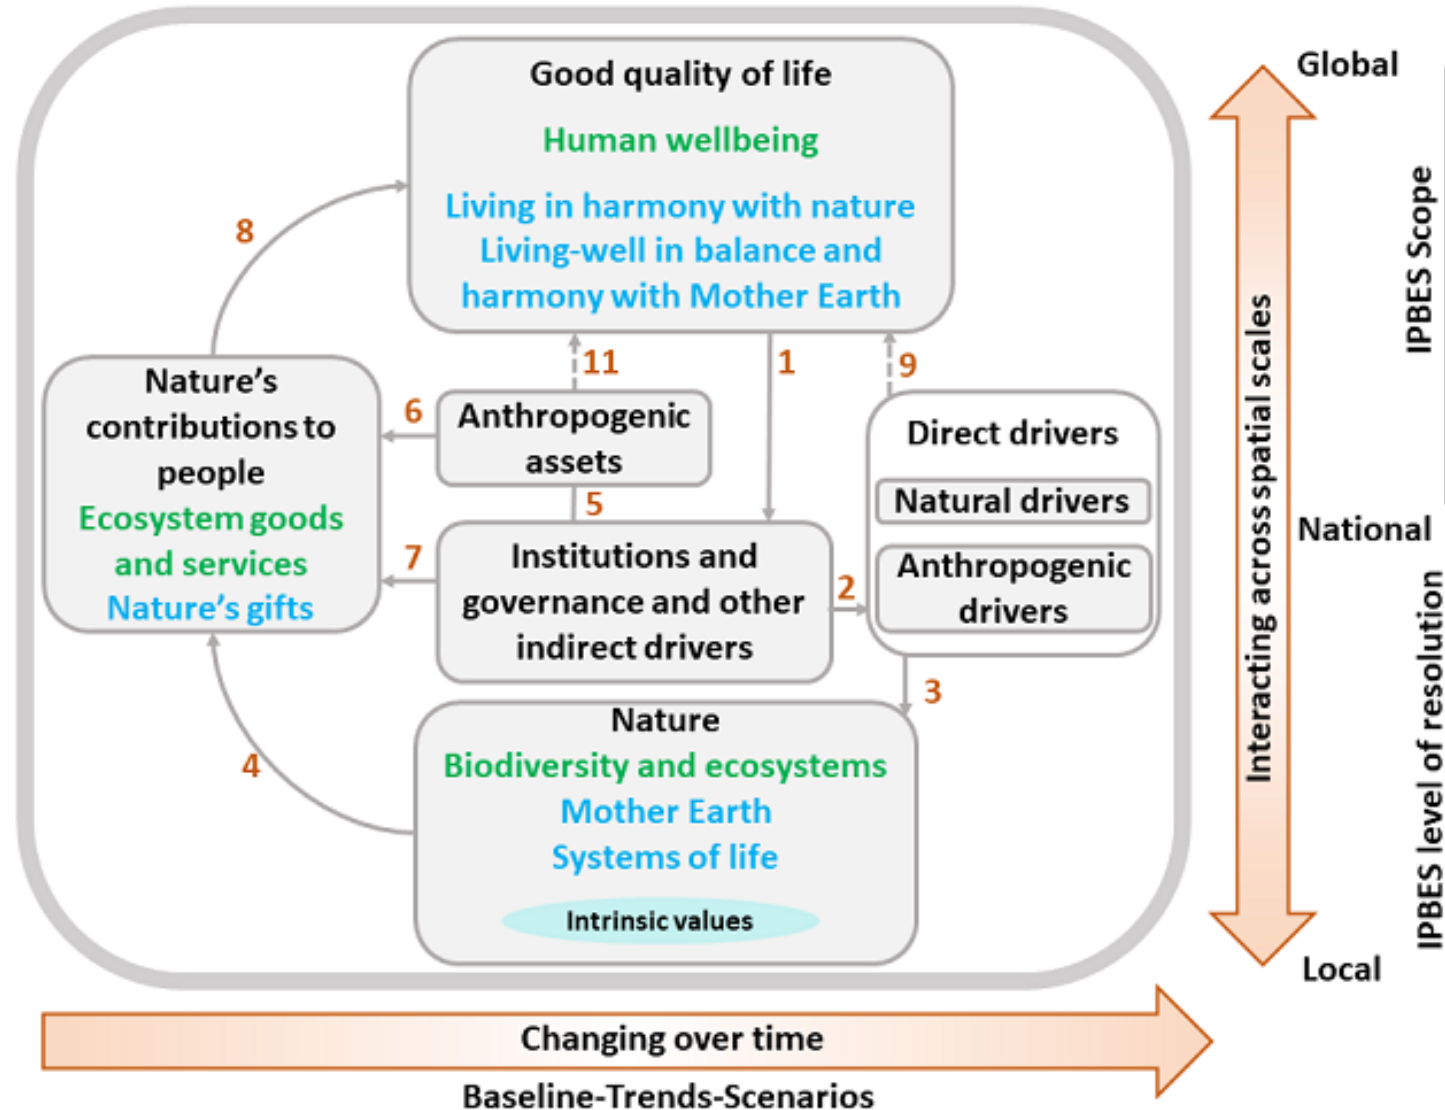 Good quality of life
Human wellbeing
Living in harmony with nature
Living-well in balance and
harmony with Mother Earth
8
11
1
9
Nature's
contributions to
people
Ecosystem goods
and services
Nature's gifts
6
Anthropogenic
assets
5
7
Institutions and
governance and other
indirect drivers
2
Direct drivers
Natural drivers
Anthropogenic
drivers
3
4
Nature
Biodiversity and ecosystems
Mother Earth
Systems of life
Intrinsic values
Global
National
Local
Interacting across spatial scales
IPBES Scope
IPBES level of resolution
Changing over time
Baseline-Trends-Scenarios